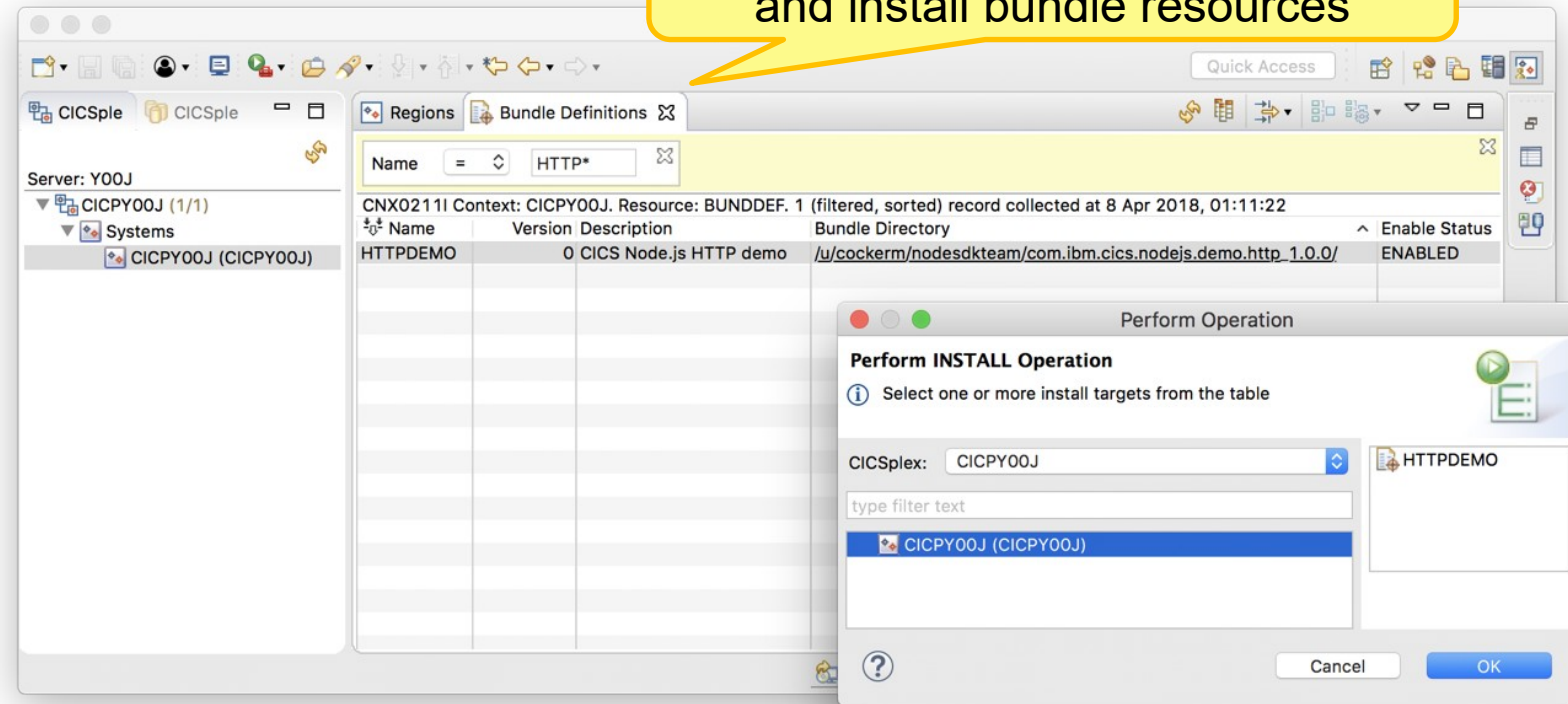 and install bundle resources
Quick Access
CICSple CICSple
Regions Bundle Definitions
Name = HTTP*
Server: Y00J
CICPY00J (1/1)
Systems
CICPY00J (CICPY00J)
CNX0211I Context: CICPY00J. Resource: BUNDDEF. 1 (filtered, sorted) record collected at 8 Apr 2018, 01:11:22
Name Version Description Bundle Directory Enable Status
HTTPDEMO 0 CICS Node.js HTTP demo /u/cockerm/nodesdkteam/com.ibm.cics.nodejs.demo.http_1.0.0/ ENABLED
Perform Operation
Perform INSTALL Operation
Select one or more install targets from the table
CICSplex: CICPY00J
HTTPDEMO
type filter text
CICPY00J (CICPY00J)
? Cancel OK